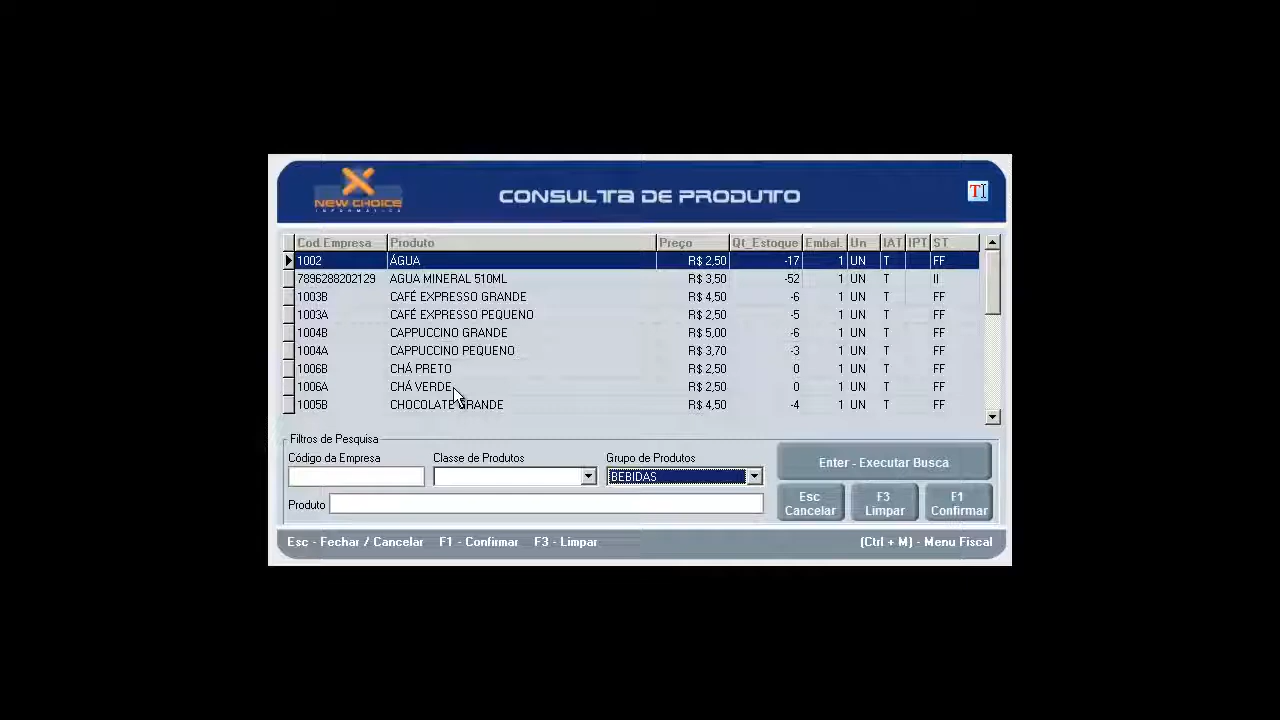 NEW CHOICE
INFORMÁTICA
CONSULTA DE PRODUTO
TI
Cod.Empresa Produto Preço Qt_Estoque Embal. Un IAT IPT ST
1002 ÁGUA R$ 2,50 -17 1 UN T FF
7896288202129 AGUA MINERAL 510ML R$ 3,50 -52 1 UN T II
1003B CAFÉ EXPRESSO GRANDE R$ 4,50 -6 1 UN T FF
1003A CAFÉ EXPRESSO PEQUENO R$ 2,50 -5 1 UN T FF
1004B CAPPUCCINO GRANDE R$ 5,00 -6 1 UN T FF
1004A CAPPUCCINO PEQUENO R$ 3,70 -3 1 UN T FF
1006B CHÁ PRETO R$ 2,50 0 1 UN T FF
1006A CHÁ VERDE R$ 2,50 0 1 UN T FF
1005B CHOCOLATE GRANDE R$ 4,50 -4 1 UN T FF
Filtros de Pesquisa
Código da Empresa Classe de Produtos Grupo de Produtos
BEBIDAS
Produto
Enter - Executar Busca
Esc Cancelar
F3 Limpar
F1 Confirmar
Esc - Fechar / Cancelar F1 - Confirmar F3 - Limpar (Ctrl + M) - Menu Fiscal